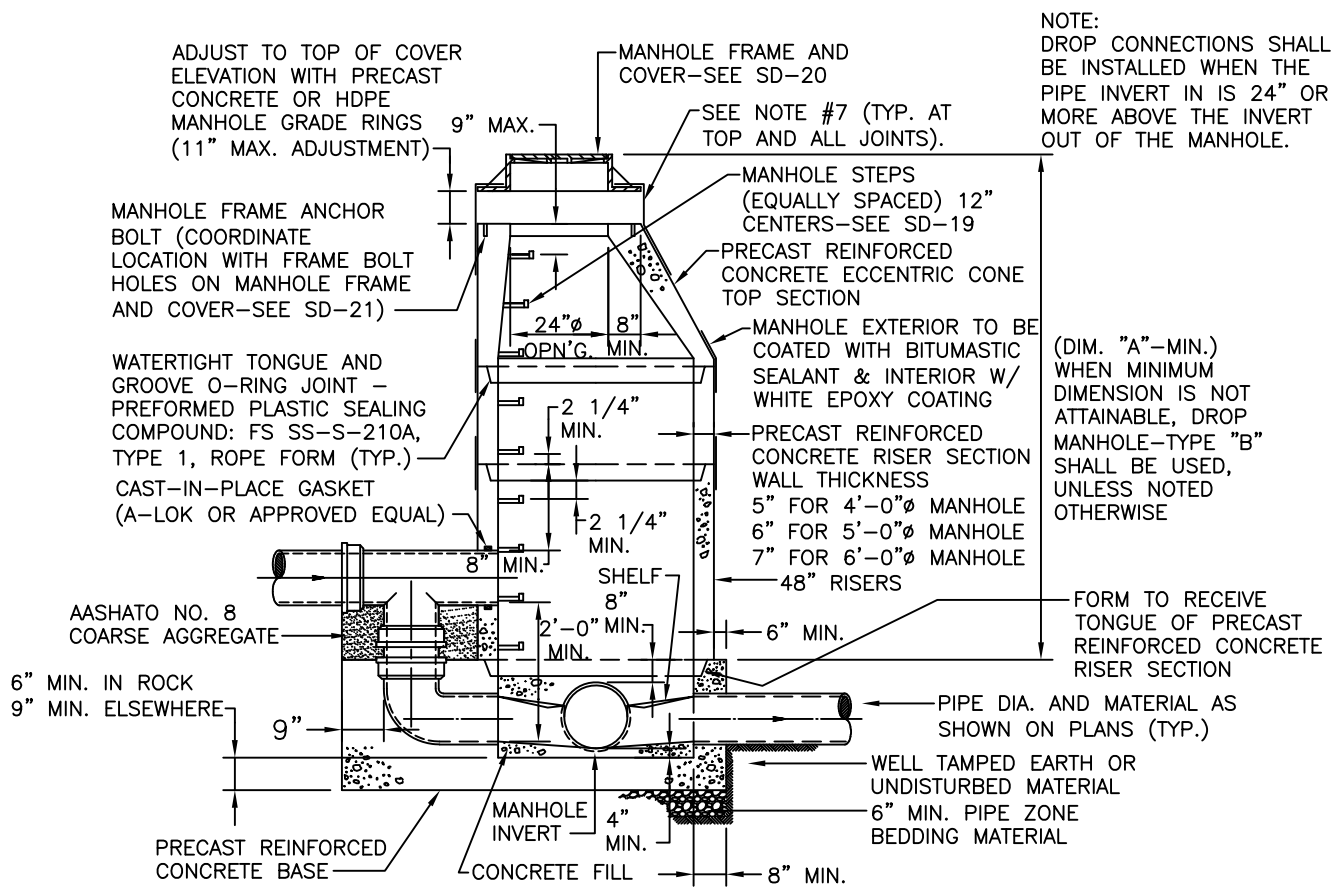 NOTE:
DROP CONNECTIONS SHALL
BE INSTALLED WHEN THE
PIPE INVERT IN IS 24" OR
MORE ABOVE THE INVERT
OUT OF THE MANHOLE.
ADJUST TO TOP OF COVER
ELEVATION WITH PRECAST
CONCRETE OR HDPE
MANHOLE GRADE RINGS
(11" MAX. ADJUSTMENT)
9" MAX.
MANHOLE FRAME AND
COVER-SEE SD-20
SEE NOTE #7 (TYP. AT
TOP AND ALL JOINTS).
MANHOLE STEPS
(EQUALLY SPACED) 12"
CENTERS-SEE SD-19
MANHOLE FRAME ANCHOR
BOLT (COORDINATE
LOCATION WITH FRAME BOLT
HOLES ON MANHOLE FRAME
AND COVER-SEE SD-21)
PRECAST REINFORCED
CONCRETE ECCENTRIC CONE
TOP SECTION
24"ø
OPN'G.
8"
MIN.
MANHOLE EXTERIOR TO BE
COATED WITH BITUMASTIC
SEALANT & INTERIOR W/
WHITE EPOXY COATING
(DIM. "A"-MIN.)
WHEN MINIMUM
DIMENSION IS NOT
ATTAINABLE, DROP
MANHOLE-TYPE "B"
SHALL BE USED,
UNLESS NOTED
OTHERWISE
WATERTIGHT TONGUE AND
GROOVE O-RING JOINT -
PREFORMED PLASTIC SEALING
COMPOUND: FS SS-S-210A,
TYPE 1, ROPE FORM (TYP.)
2 1/4"
MIN.
PRECAST REINFORCED
CONCRETE RISER SECTION
WALL THICKNESS
5" FOR 4'-0"ø MANHOLE
6" FOR 5'-0"ø MANHOLE
7" FOR 6'-0"ø MANHOLE
48" RISERS
CAST-IN-PLACE GASKET
(A-LOK OR APPROVED EQUAL)
2 1/4"
MIN.
8" MIN.
SHELF
8"
MIN.
2'-0"
MIN.
6" MIN.
AASHATO NO. 8
COARSE AGGREGATE
FORM TO RECEIVE
TONGUE OF PRECAST
REINFORCED CONCRETE
RISER SECTION
6" MIN. IN ROCK
9" MIN. ELSEWHERE
9"
PIPE DIA. AND MATERIAL AS
SHOWN ON PLANS (TYP.)
WELL TAMPED EARTH OR
UNDISTURBED MATERIAL
MANHOLE
INVERT
4"
MIN.
6" MIN. PIPE ZONE
BEDDING MATERIAL
PRECAST REINFORCED
CONCRETE BASE
CONCRETE FILL
8" MIN.